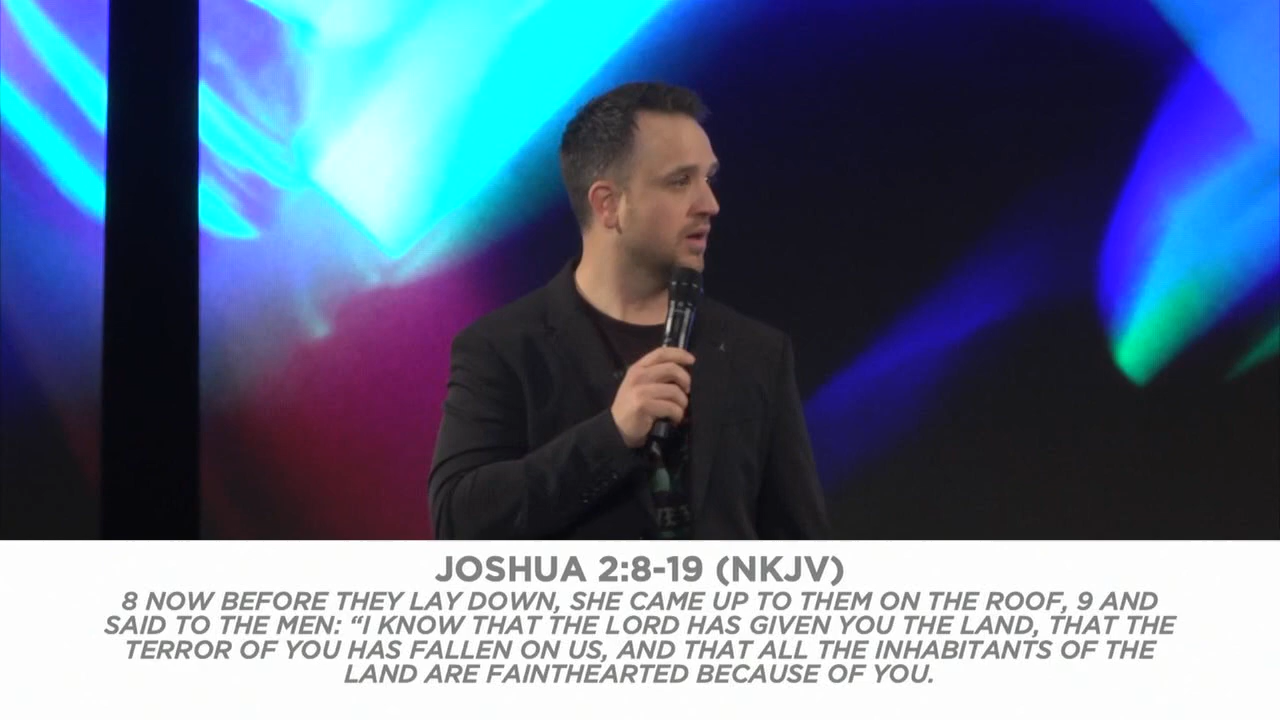 JOSHUA 2:8-19 (NKJV)
8 NOW BEFORE THEY LAY DOWN, SHE CAME UP TO THEM ON THE ROOF, 9 AND
SAID TO THE MEN: “I KNOW THAT THE LORD HAS GIVEN YOU THE LAND, THAT THE
TERROR OF YOU HAS FALLEN ON US, AND THAT ALL THE INHABITANTS OF THE
LAND ARE FAINTHEARTED BECAUSE OF YOU.